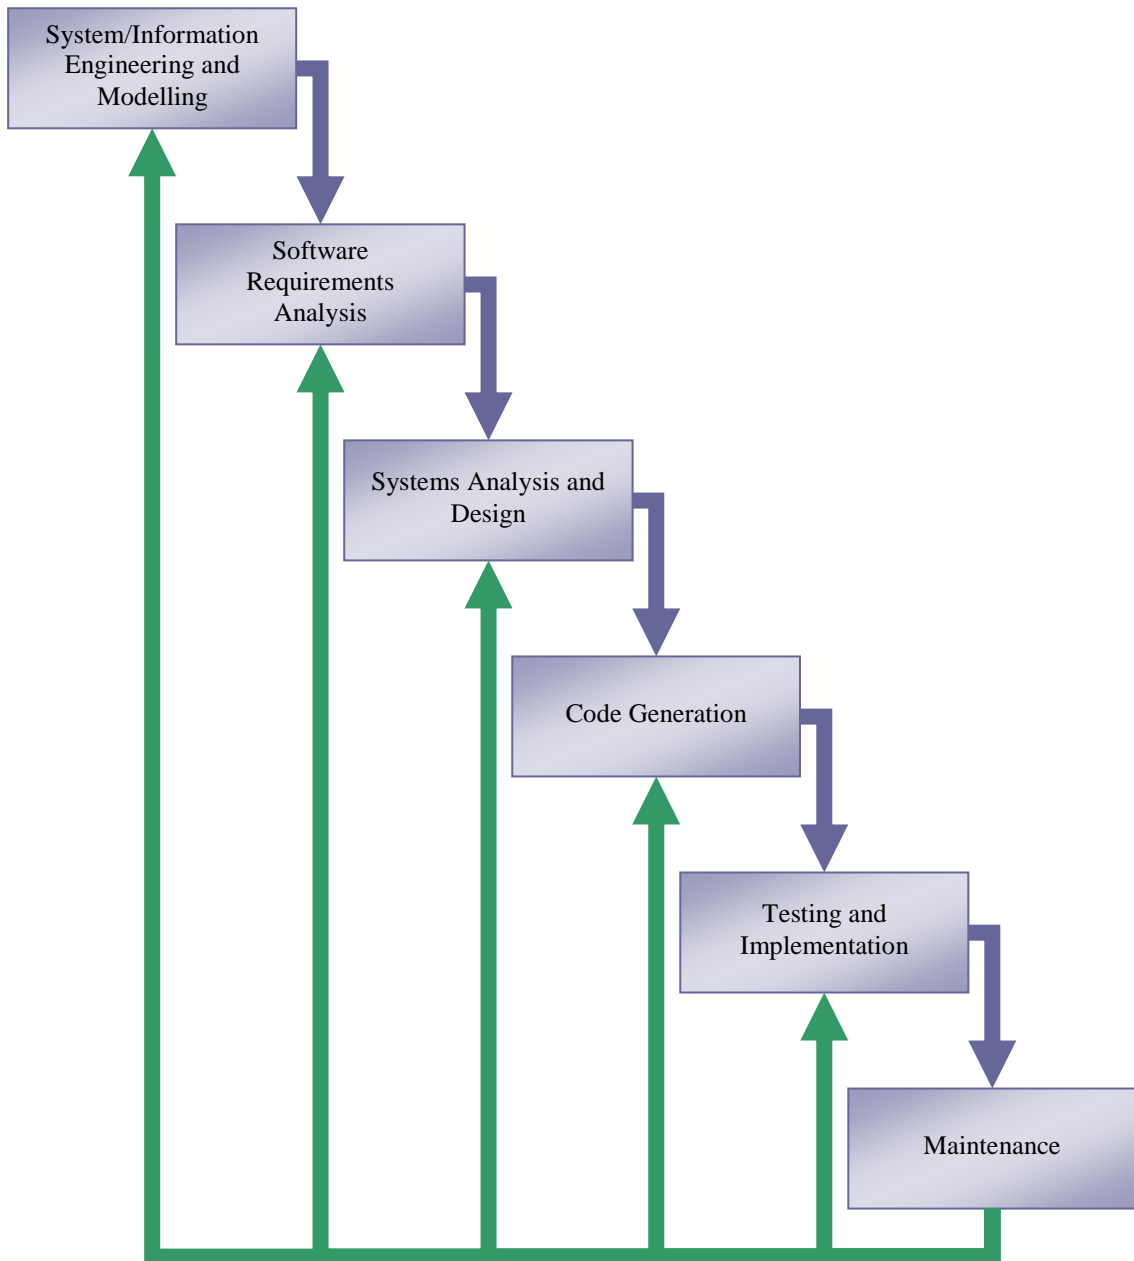 System/Information
Engineering and
Modelling
Software
Requirements
Analysis
Systems Analysis and
Design
Code Generation
Testing and
Implementation
Maintenance